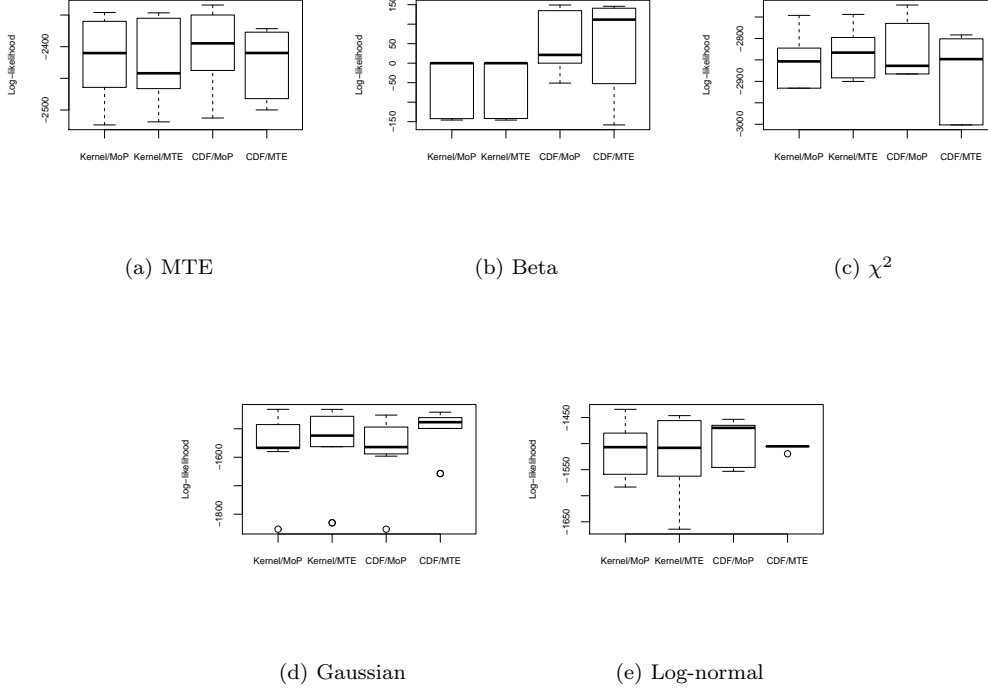 Log−likelihood
−2400
−2500
Kernel/MoP Kernel/MTE CDF/MoP CDF/MTE
(a) MTE
Log−likelihood
150
50
0
−50
−150
Kernel/MoP Kernel/MTE CDF/MoP CDF/MTE
(b) Beta
Log−likelihood
−2800
−2900
−3000
Kernel/MoP Kernel/MTE CDF/MoP CDF/MTE
(c) χ²
Log−likelihood
−1600
−1800
Kernel/MoP Kernel/MTE CDF/MoP CDF/MTE
(d) Gaussian
Log−likelihood
−1450
−1550
−1650
Kernel/MoP Kernel/MTE CDF/MoP CDF/MTE
(e) Log-normal